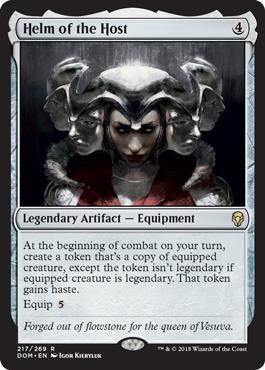 Helm of the Host 4
Legendary Artifact — Equipment
At the beginning of combat on your turn,
create a token that's a copy of equipped
creature, except the token isn't legendary if
equipped creature is legendary. That token
gains haste.
Equip 5
Forged out of flowstone for the queen of Vesuva.
217/269 R
DOM • EN Igor Kieryluk
™ & © 2018 Wizards of the Coast